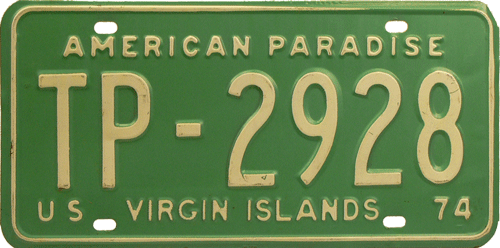 AMERICAN PARADISE
TP-2928
US VIRGIN ISLANDS 74